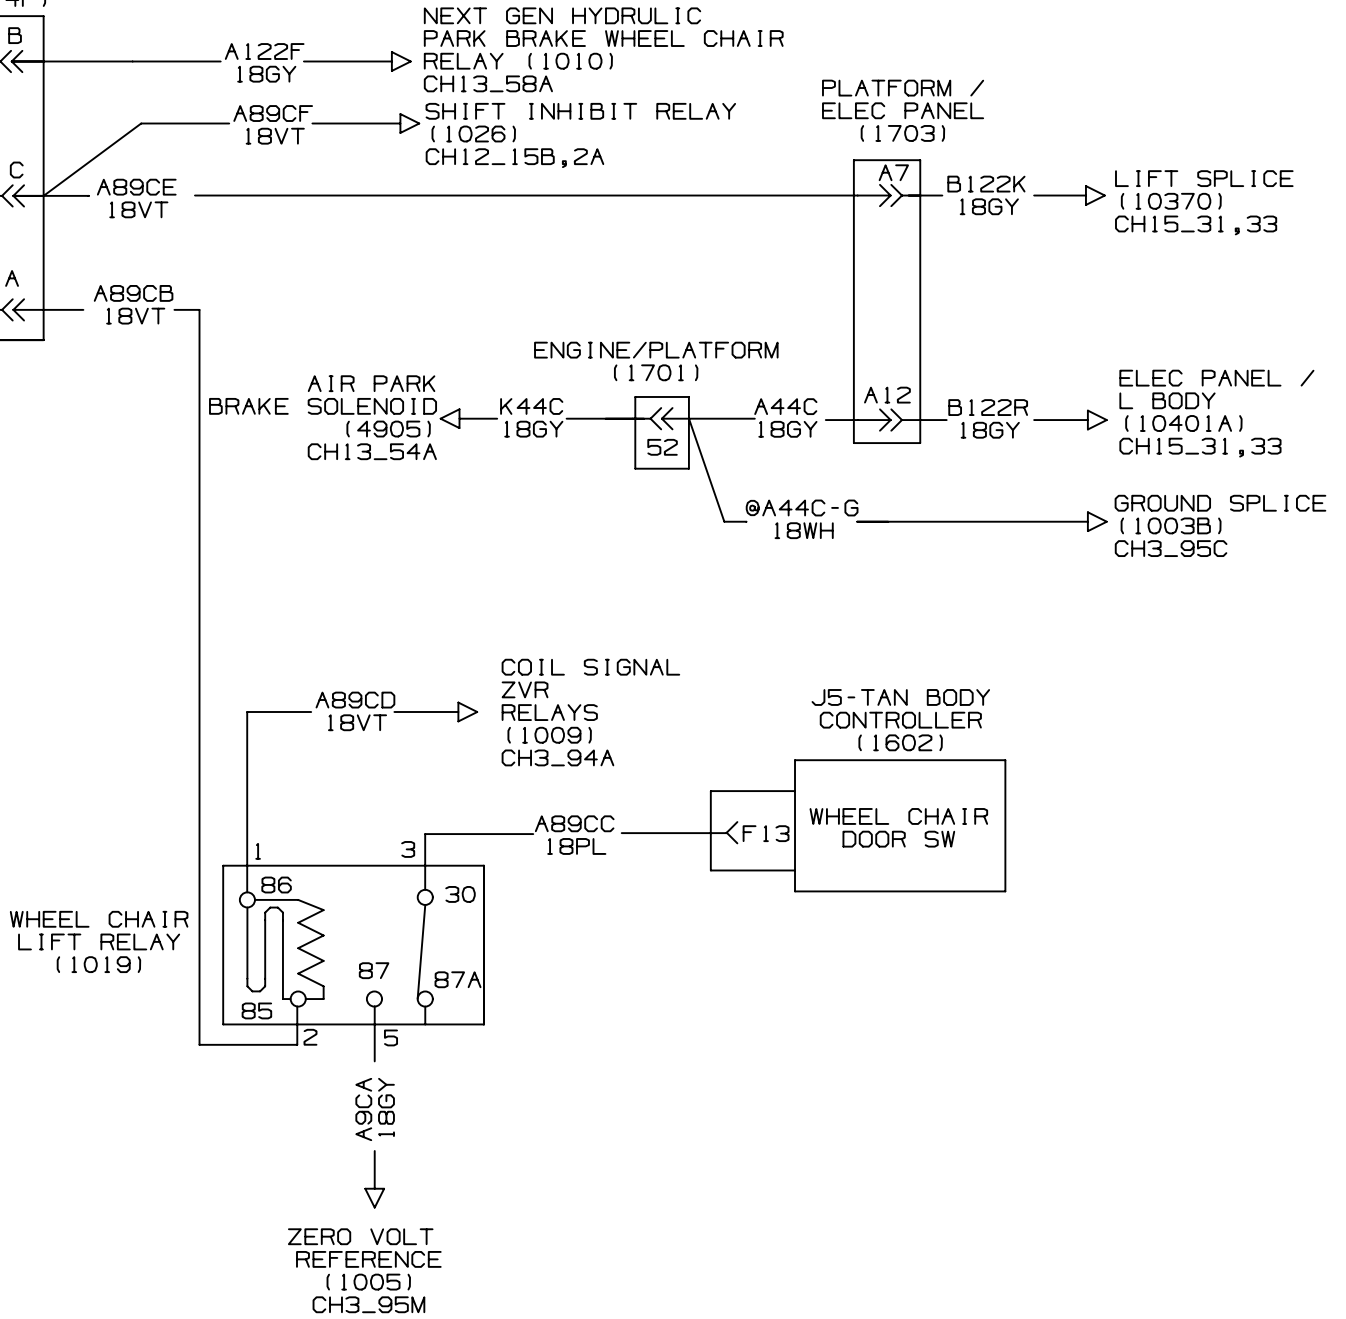 B
A122F
18GY
NEXT GEN HYDRULIC
PARK BRAKE WHEEL CHAIR
RELAY (1010)
CH13_58A
A89CF
18VT
SHIFT INHIBIT RELAY
(1026)
CH12_15B,2A
PLATFORM /
ELEC PANEL
(1703)
C
A89CE
18VT
A7
B122K
18GY
LIFT SPLICE
(10370)
CH15_31,33
A
A89CB
18VT
ENGINE/PLATFORM
(1701)
AIR PARK
BRAKE SOLENOID
(4905)
CH13_54A
K44C
18GY
52
A44C
18GY
A12
B122R
18GY
ELEC PANEL /
L BODY
(10401A)
CH15_31,33
@A44C-G
18WH
GROUND SPLICE
(1003B)
CH3_95C
A89CD
18VT
COIL SIGNAL
ZVR
RELAYS
(1009)
CH3_94A
J5-TAN BODY
CONTROLLER
(1602)
A89CC
18PL
F13
WHEEL CHAIR
DOOR SW
1
3
86
30
WHEEL CHAIR
LIFT RELAY
(1019)
87
87A
85
2
5
A9CA
18GY
ZERO VOLT
REFERENCE
(1005)
CH3_95M